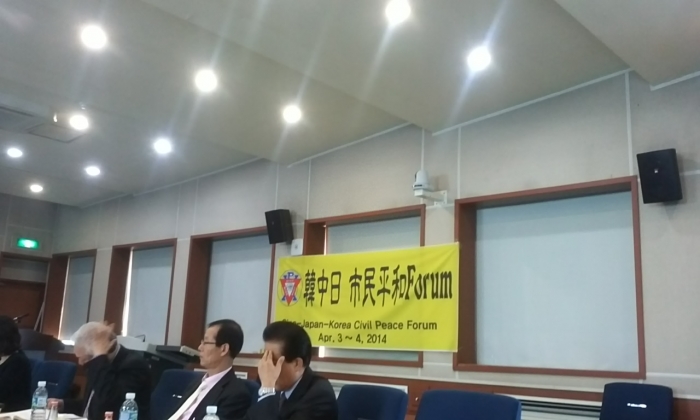 韓中日 市民平和Forum
-Japan-Korea Civil Peace Forum
Apr. 3 ~ 4, 2014